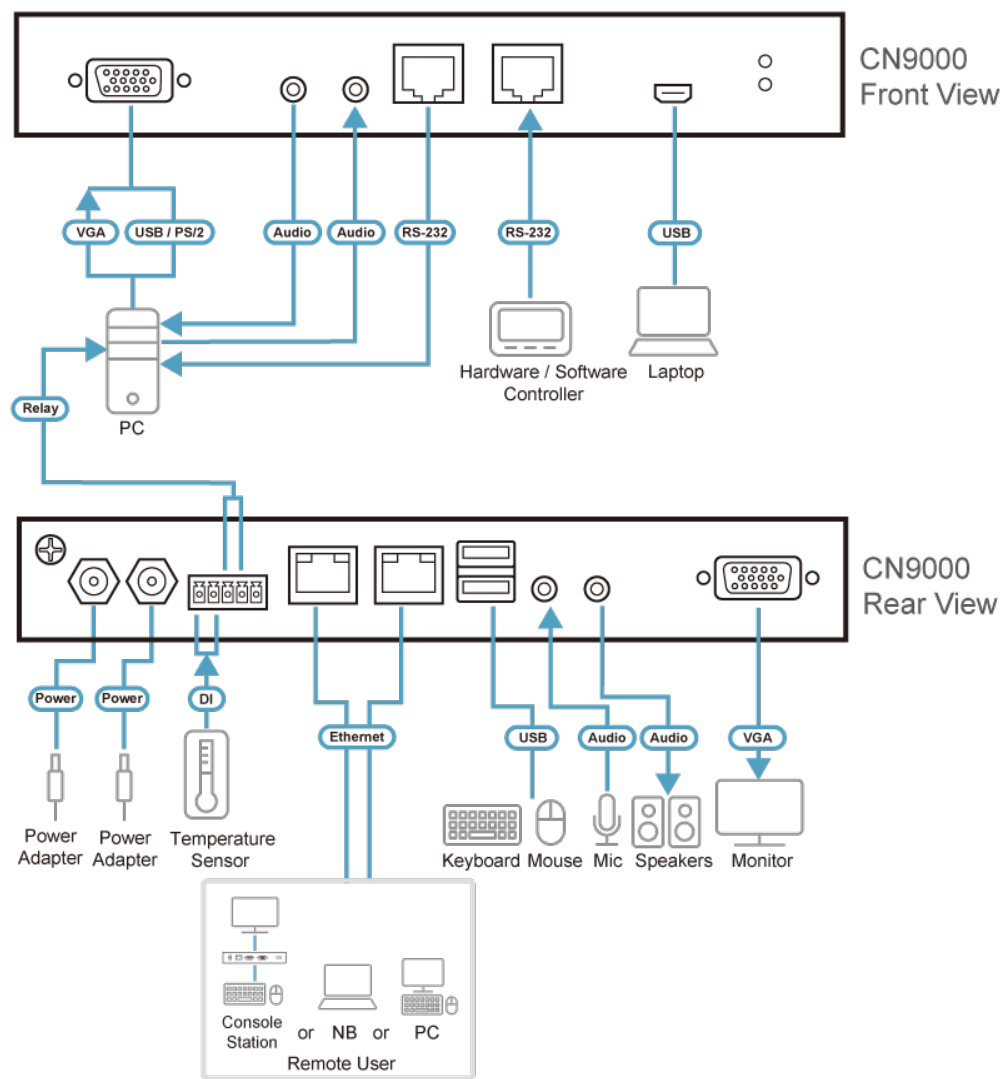 CN9000
Front View
VGA
USB / PS/2
Audio
Audio
RS-232
RS-232
USB
Hardware / Software
Controller
Laptop
Relay
PC
CN9000
Rear View
Power
Power
DI
Ethernet
USB
Audio
Audio
VGA
Power
Adapter
Power
Adapter
Temperature
Sensor
Keyboard
Mouse
Mic
Speakers
Monitor
Console
Station
or
NB
or
PC
Remote User